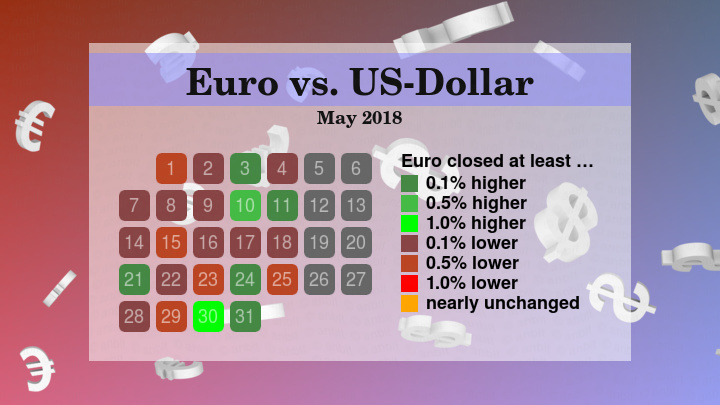 Euro vs. US-Dollar
May 2018
1 2 3 4 5 6
7 8 9 10 11 12 13
14 15 16 17 18 19 20
21 22 23 24 25 26 27
28 29 30 31
Euro closed at least …
0.1% higher
0.5% higher
1.0% higher
0.1% lower
0.5% lower
1.0% lower
nearly unchanged